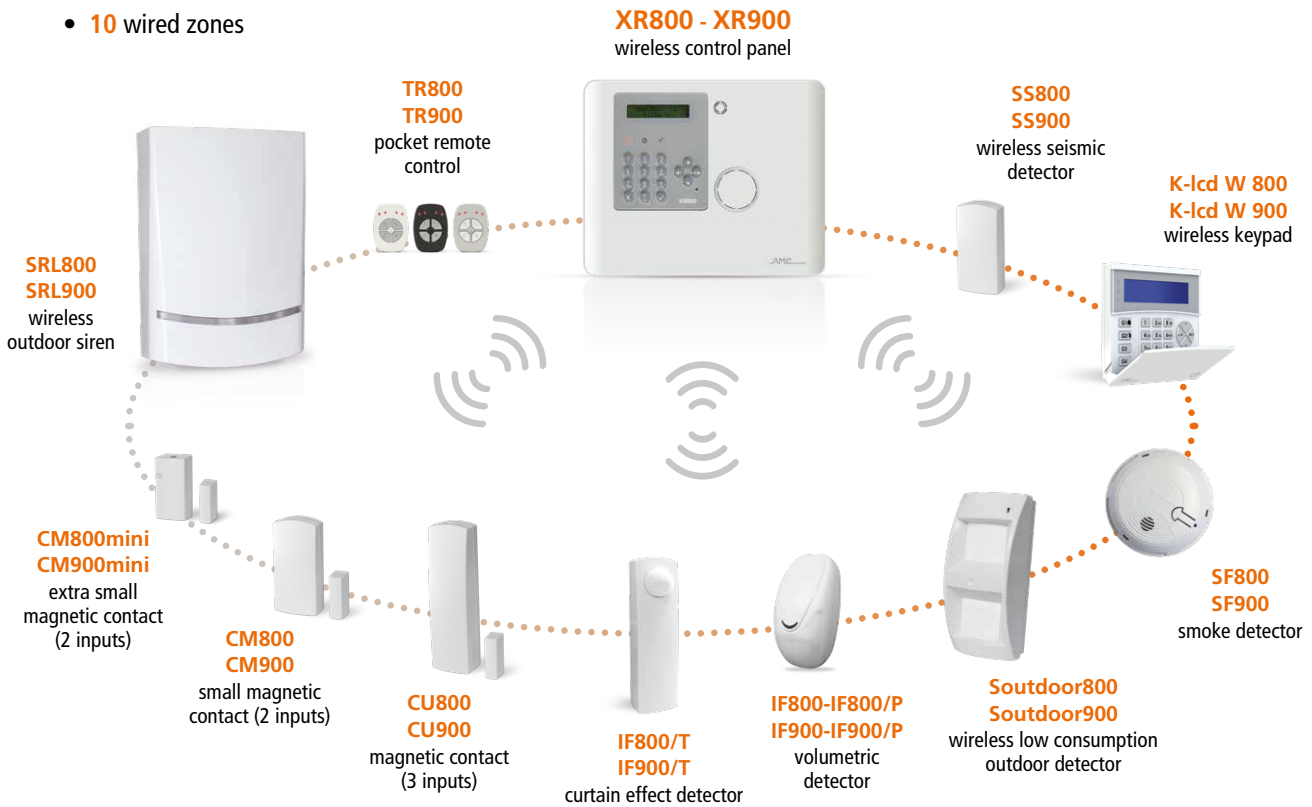 • 10 wired zones
XR800 - XR900
wireless control panel
TR800
TR900
pocket remote
control
SS800
SS900
wireless seismic
detector
K-lcd W 800
K-lcd W 900
wireless keypad
SRL800
SRL900
wireless
outdoor siren
XR800
AMC
CM800mini
CM900mini
extra small
magnetic contact
(2 inputs)
CM800
CM900
small magnetic
contact (2 inputs)
CU800
CU900
magnetic contact
(3 inputs)
IF800/T
IF900/T
curtain effect detector
IF800-IF800/P
IF900-IF900/P
volumetric
detector
Soutdoor800
Soutdoor900
wireless low consumption
outdoor detector
SF800
SF900
smoke detector